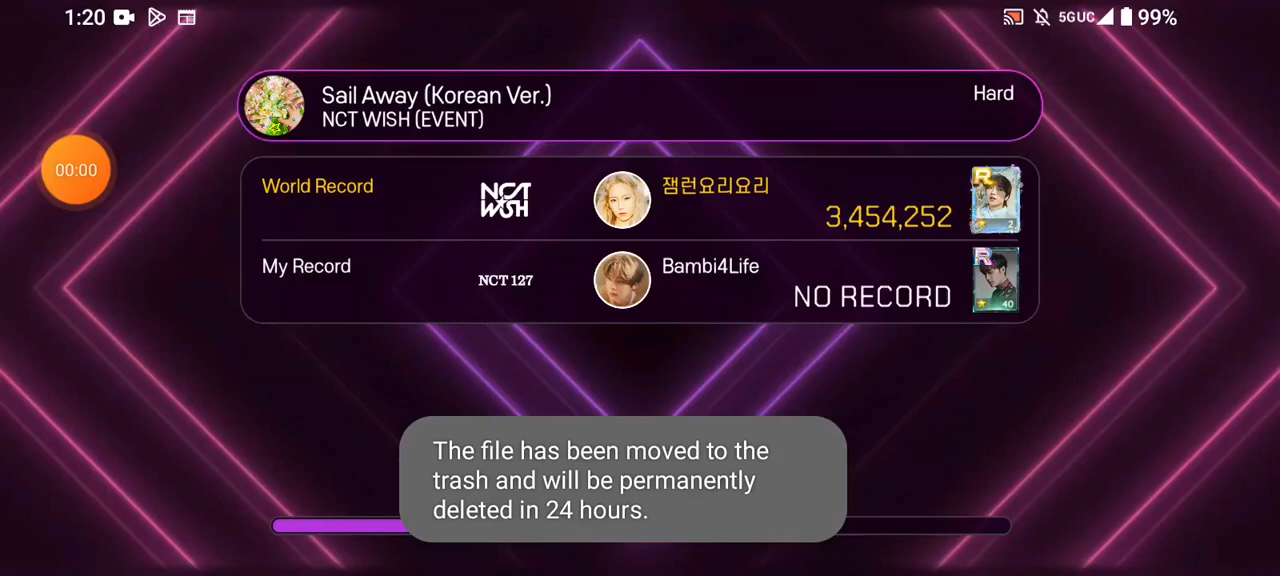 1:20
5GUC 99%
Sail Away (Korean Ver.)
Hard
NCT WISH (EVENT)
00:00
World Record
NCT
WISH
잼런요리요리
3,454,252
R
2
My Record
NCT 127
Bambi4Life
NO RECORD
R
40
The file has been moved to the
trash and will be permanently
deleted in 24 hours.